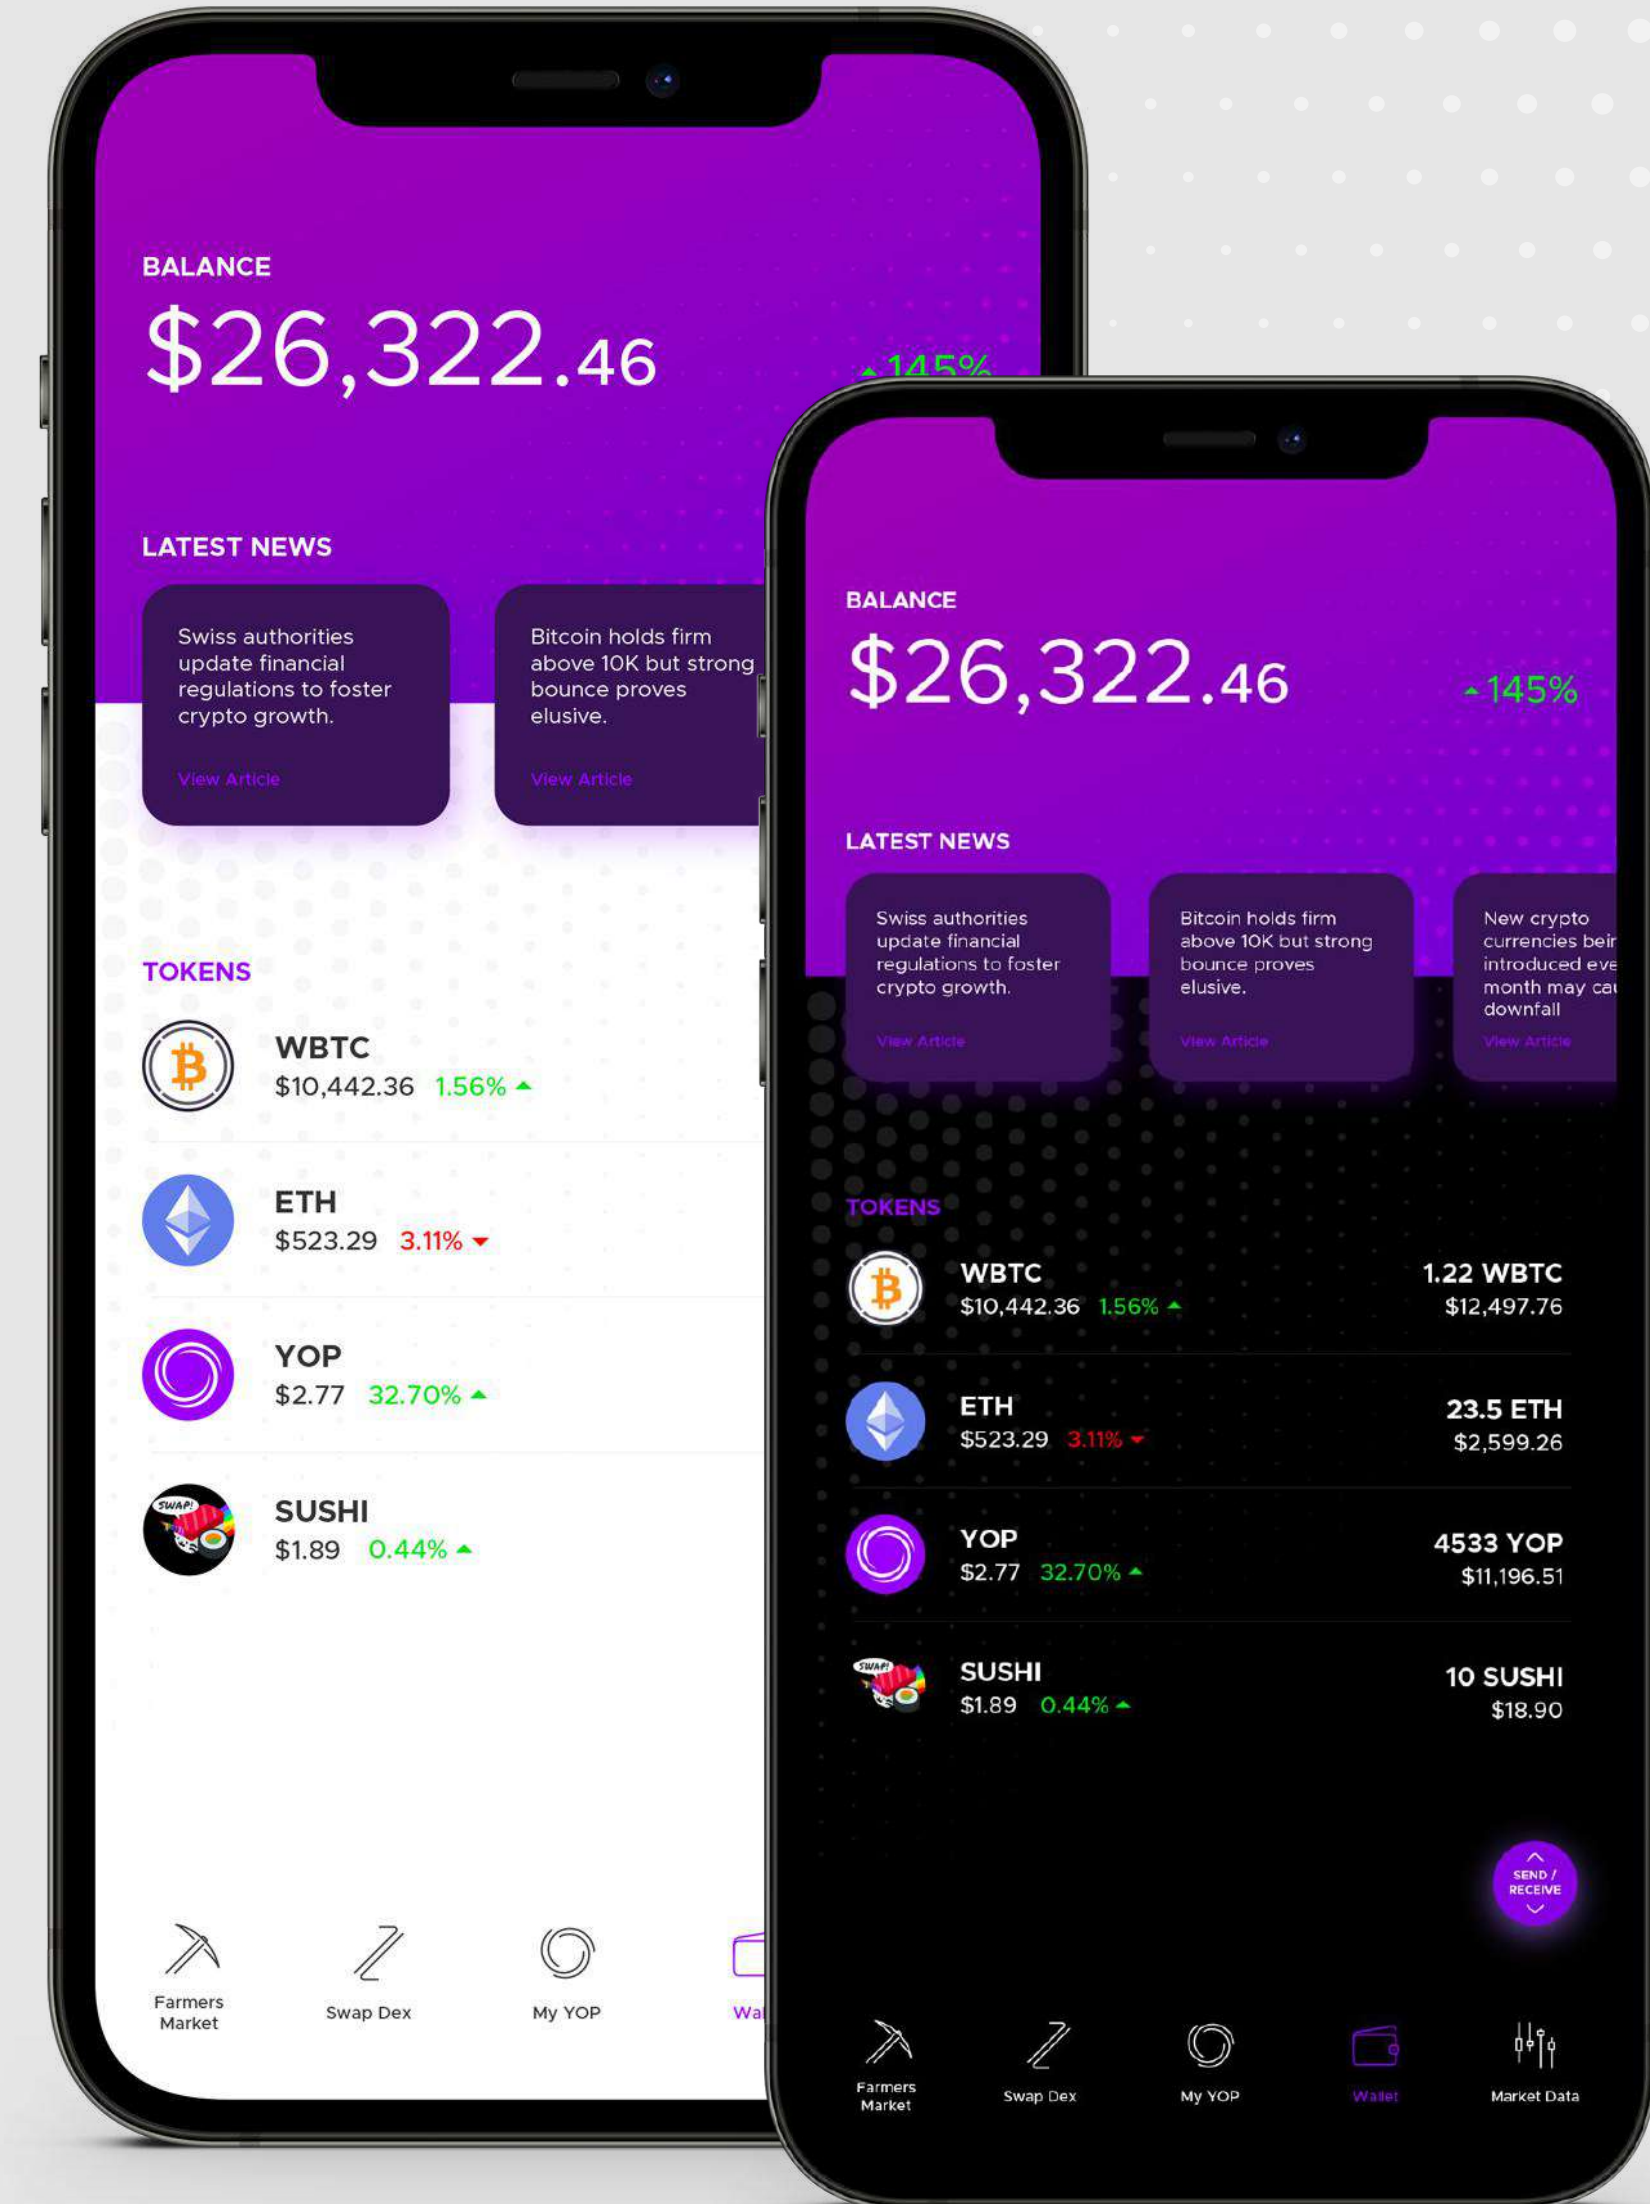 BALANCE
$26,322.46
145%
LATEST NEWS
Swiss authorities
update financial
regulations to foster
crypto growth.
View Article
Bitcoin holds firm
above 10K but strong
bounce proves
elusive.
View Article
TOKENS
WBTC
$10,442.36 1.56%
ETH
$523.29 3.11%
YOP
$2.77 32.70%
SWAP!
SUSHI
$1.89 0.44%
Farmers
Market
Swap Dex
My YOP
BALANCE
$26,322.46
145%
LATEST NEWS
Swiss authorities
update financial
regulations to foster
crypto growth.
View Article
Bitcoin holds firm
above 10K but strong
bounce proves
elusive.
View Article
New crypto
currencies
introduced
month may
downfall
View Article
TOKENS
WBTC
$10,442.36 1.56%
1.22 WBTC
$12,497.76
ETH
$523.29 3.11%
23.5 ETH
$2,599.26
YOP
$2.77 32.70%
4533 YOP
$11,196.51
SWAP!
SUSHI
$1.89 0.44%
10 SUSHI
$18.90
SEND /
RECEIVE
Farmers
Market
Swap Dex
My YOP
Wallet
Market Data